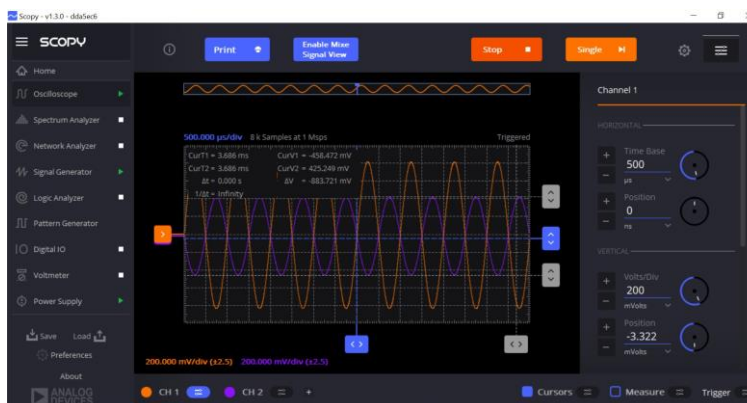 Scopy - v1.3.0 - dda5ec6
SCOPY
Print
Enable Mixe
Signal View
Stop
Single
Home
Oscilloscope
Spectrum Analyzer
Network Analyzer
Signal Generator
Logic Analyzer
Pattern Generator
Digital IO
Voltmeter
Power Supply
Save
Load
Preferences
About
ANALOG
DEVICES
500.000 µs/div 8 k Samples at 1 Msps
Triggered
CurT1 = 3.686 ms CurV1 = -458.472 mV
CurT2 = 3.686 ms CurV2 = 425.249 mV
Δt = 0.000 s ΔV = -883.721 mV
1/Δt = Infinity
200.000 mV/div (±2.5) 200.000 mV/div (±2.5)
CH 1
CH 2
+
Cursors
Measure
Trigger
Channel 1
HORIZONTAL
Time Base
500
µs
Position
0
ns
VERTICAL
Volts/Div
200
mVolts
Position
-3.322
mVolts